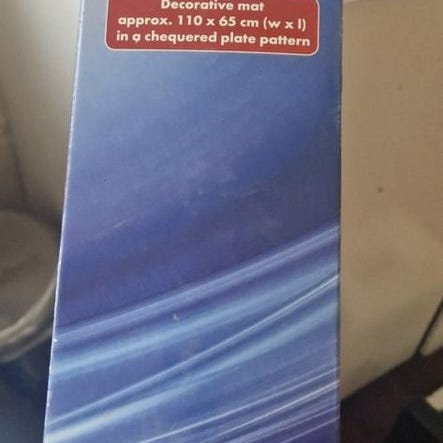 Decorative mat
approx. 110 x 65 cm (w x l)
in a chequered plate pattern